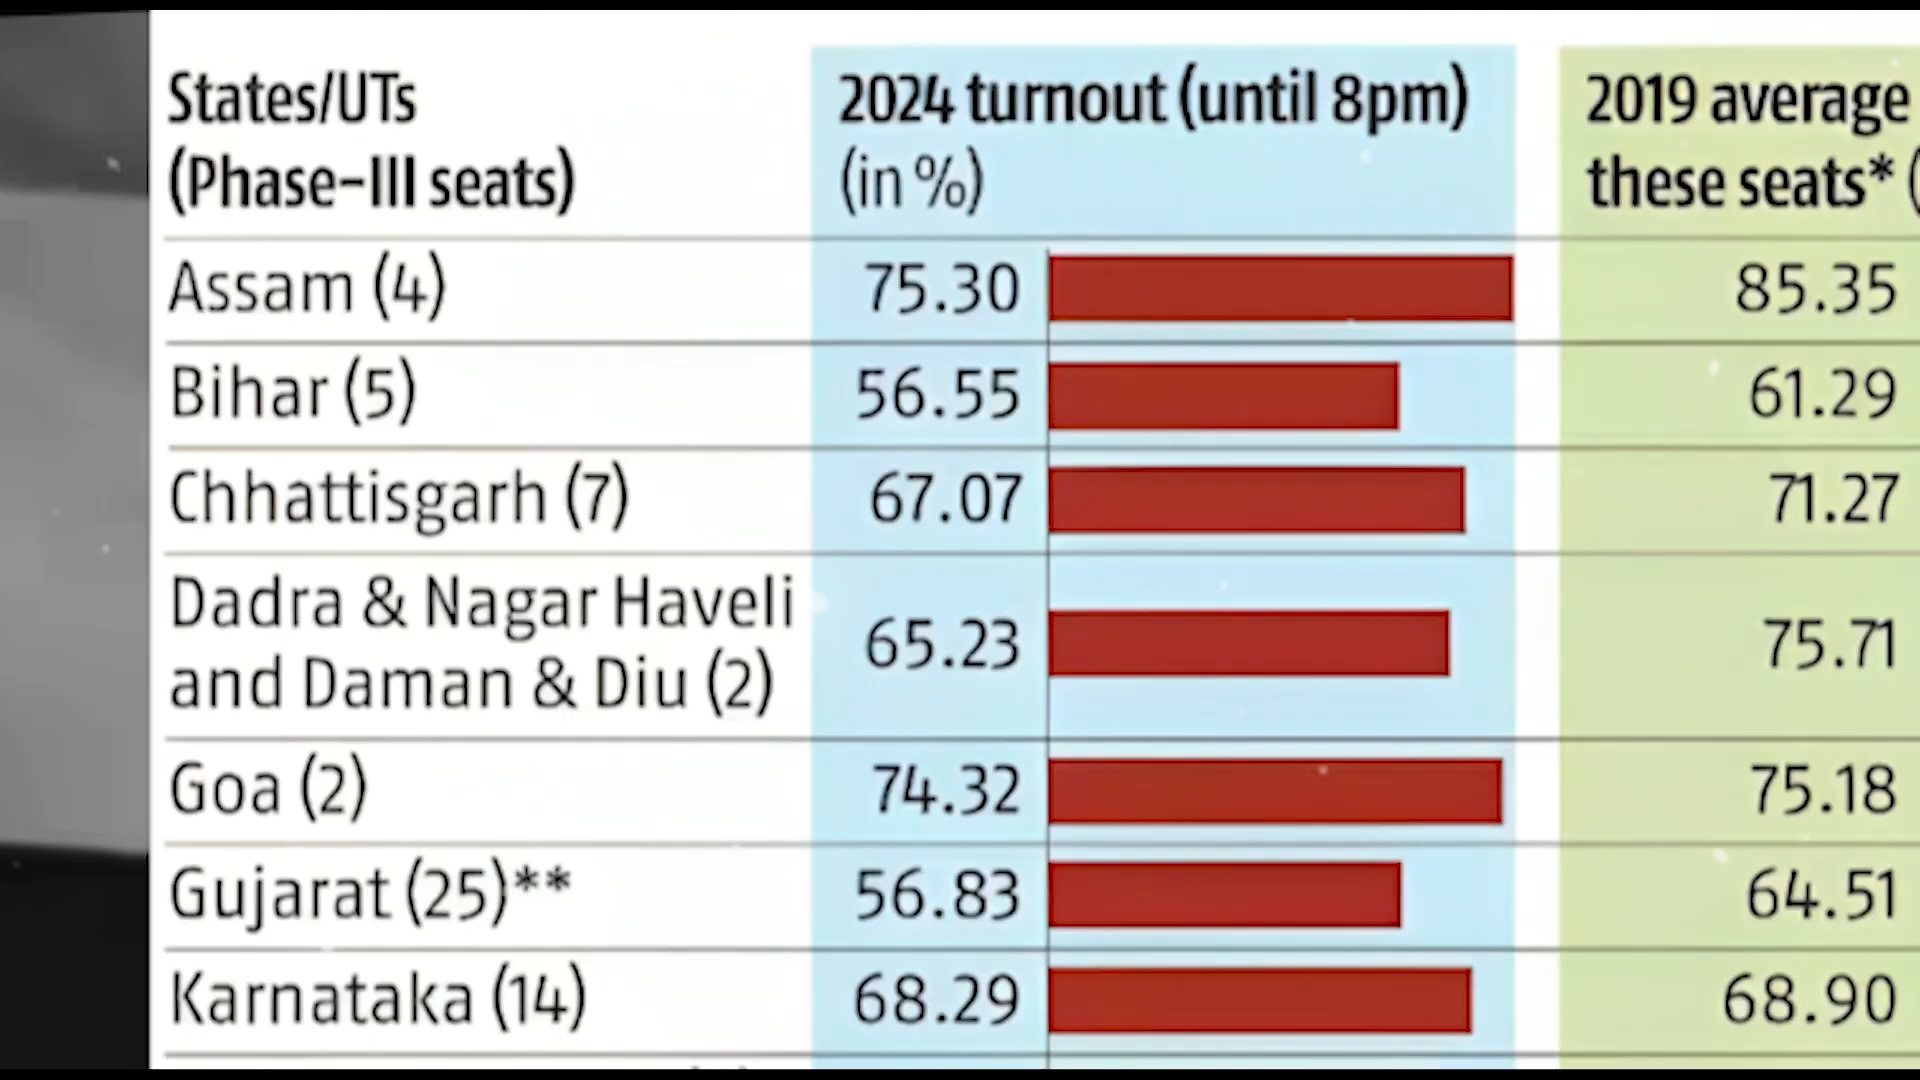 States/UTs
(Phase-III seats)
2024 turnout (until 8pm)
(in %)
2019 average
these seats* (
Assam (4) 75.30 85.35
Bihar (5) 56.55 61.29
Chhattisgarh (7) 67.07 71.27
Dadra & Nagar Haveli
and Daman & Diu (2) 65.23 75.71
Goa (2) 74.32 75.18
Gujarat (25)** 56.83 64.51
Karnataka (14) 68.29 68.90